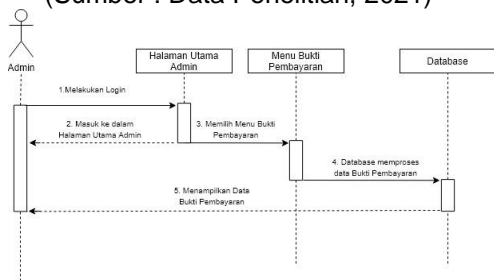 (Sumber : Data Penelitian, 2021)
Admin
Halaman Utama
Admin
Menu Bukti
Pembayaran
Database
1.Melakukan Login
2. Masuk ke dalam
Halaman Utama Admin
3. Memilih Menu Bukti
Pembayaran
4. Database memproses
data Bukti Pembayaran
5. Menampilkan Data
Bukti Pembayaran